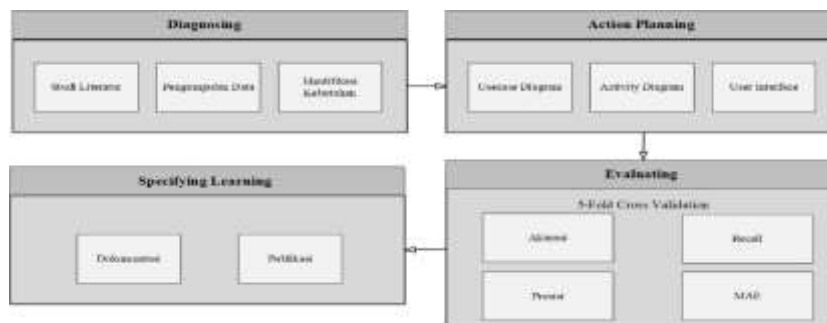 Diagnosing
Studi Literatur
Pengumpulan Data
Identifikasi
Kebutuhan
Action Planning
Usecase Diagram
Activity Diagram
User interface
Evaluating
5-Fold Cross Validation
Akurasi
Recall
Presisi
MAE
Specifying Learning
Dokumentasi
Publikasi